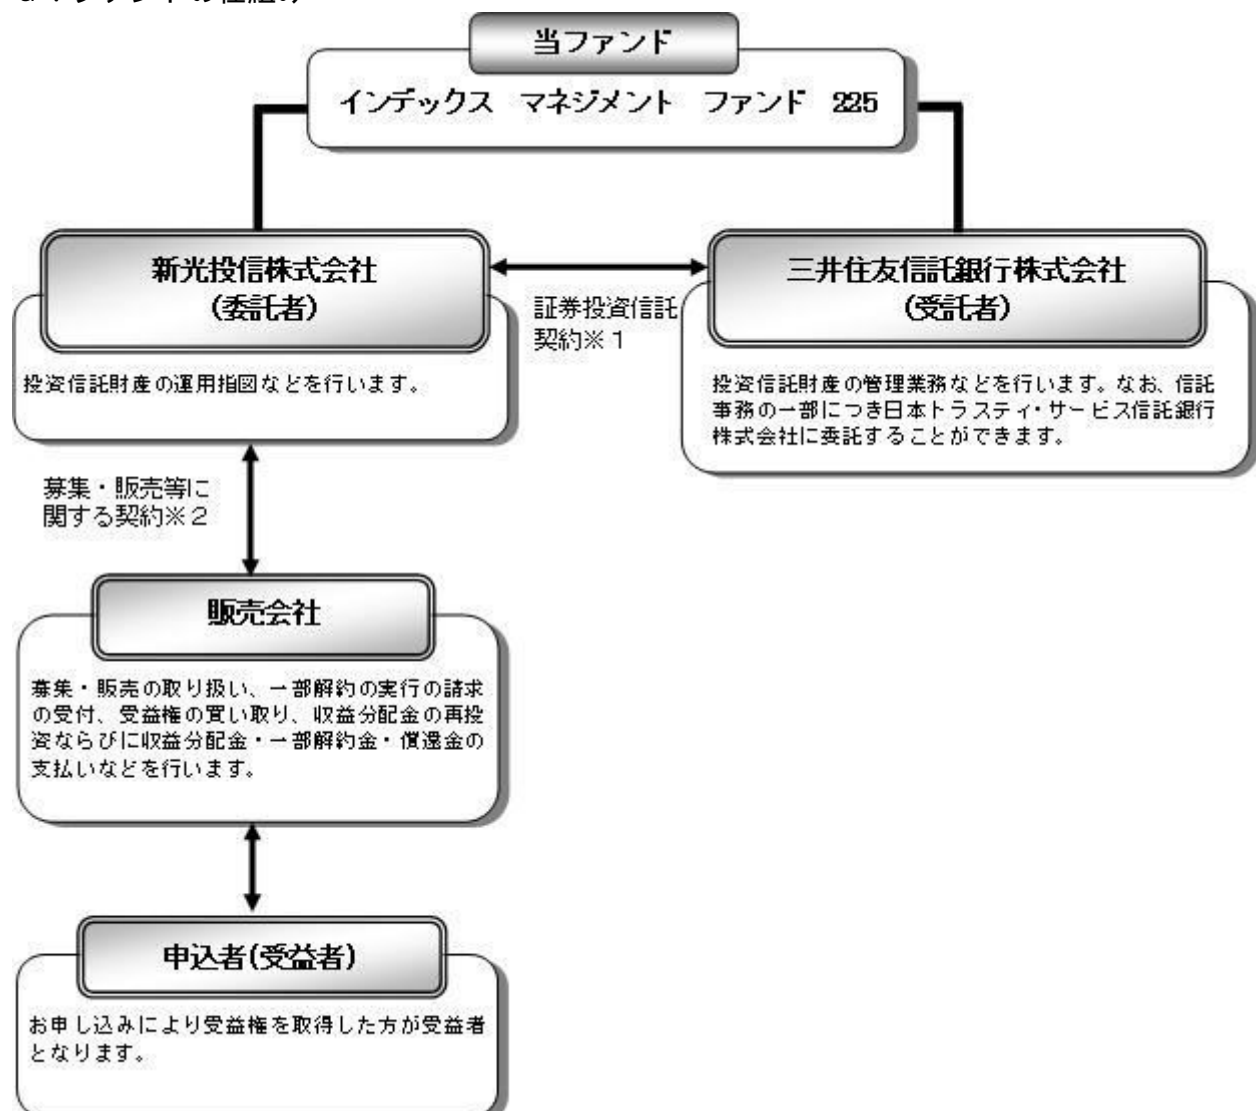 当ファンド
インデックス マネジメント ファンド 225
新光投信株式会社
(委託者)
三井住友信託銀行株式会社
(受託者)
証券投資信託
契約※1
投資信託財産の運用指図などを行います。
投資信託財産の管理業務などを行います。なお、信託
事務の一部につき日本トラスティ・サービス信託銀行
株式会社に委託することができます。
募集・販売等に
関する契約※2
販売会社
募集・販売の取り扱い、一部解約の実行の請求
の受付、受益権の買い取り、収益分配金の再投
資ならびに収益分配金・一部解約金・償還金の
支払いなどを行います。
申込者(受益者)
お申し込みにより受益権を取得した方が受益者
となります。